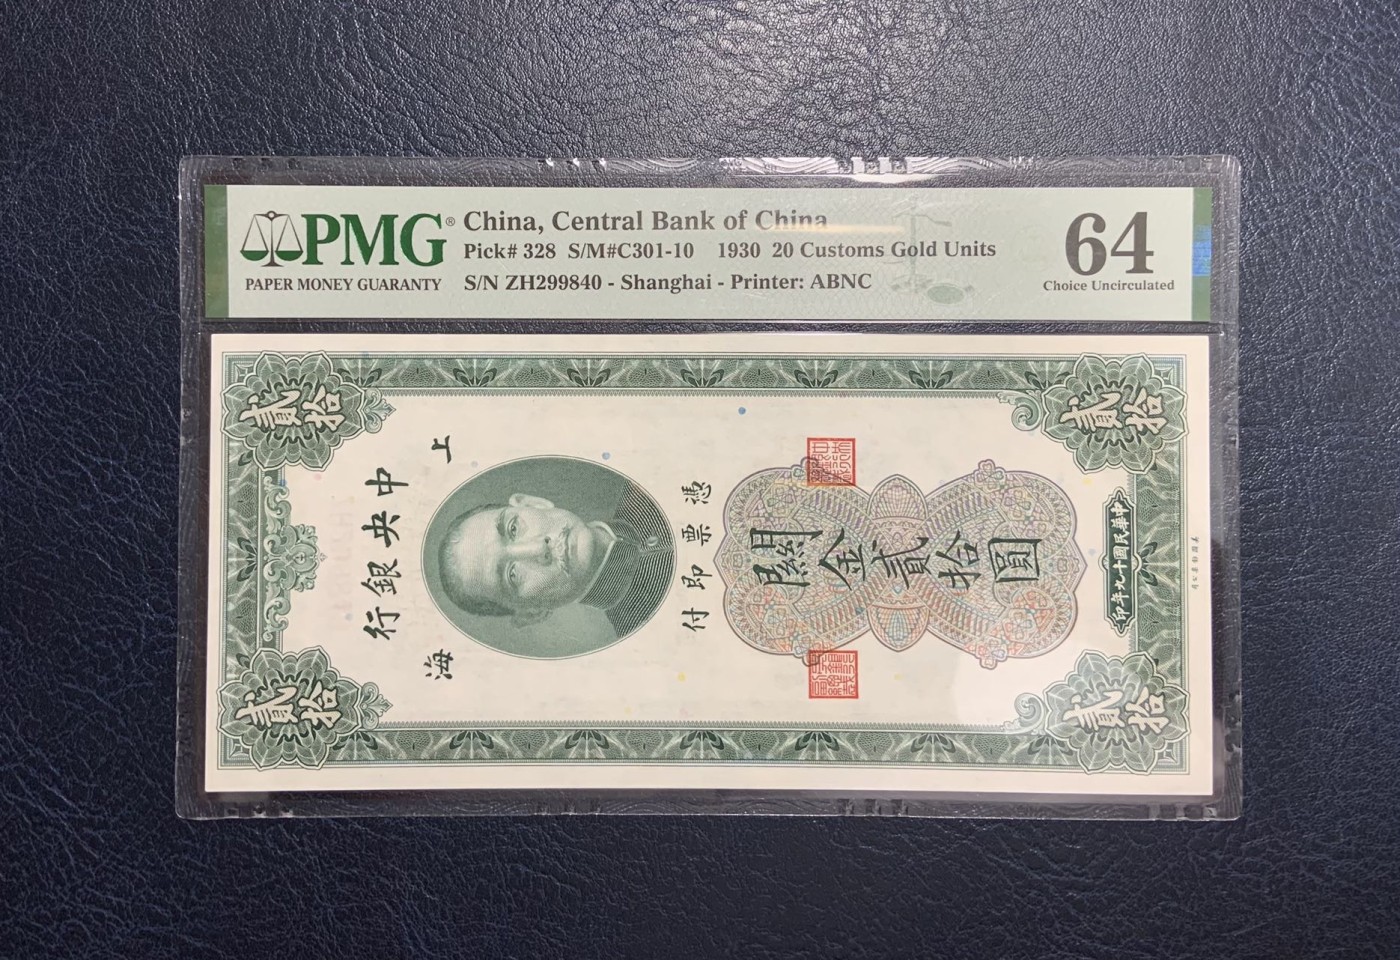 PMG®
PAPER MONEY GUARANTY
China, Central Bank of China
Pick# 328 S/M#C301-10 1930 20 Customs Gold Units
S/N ZH299840 - Shanghai - Printer: ABNC
64
Choice Uncirculated
貳拾
貳拾
中央銀行
上海
憑票即付
關金貳拾圓
中華民國十九年印
貳拾
貳拾